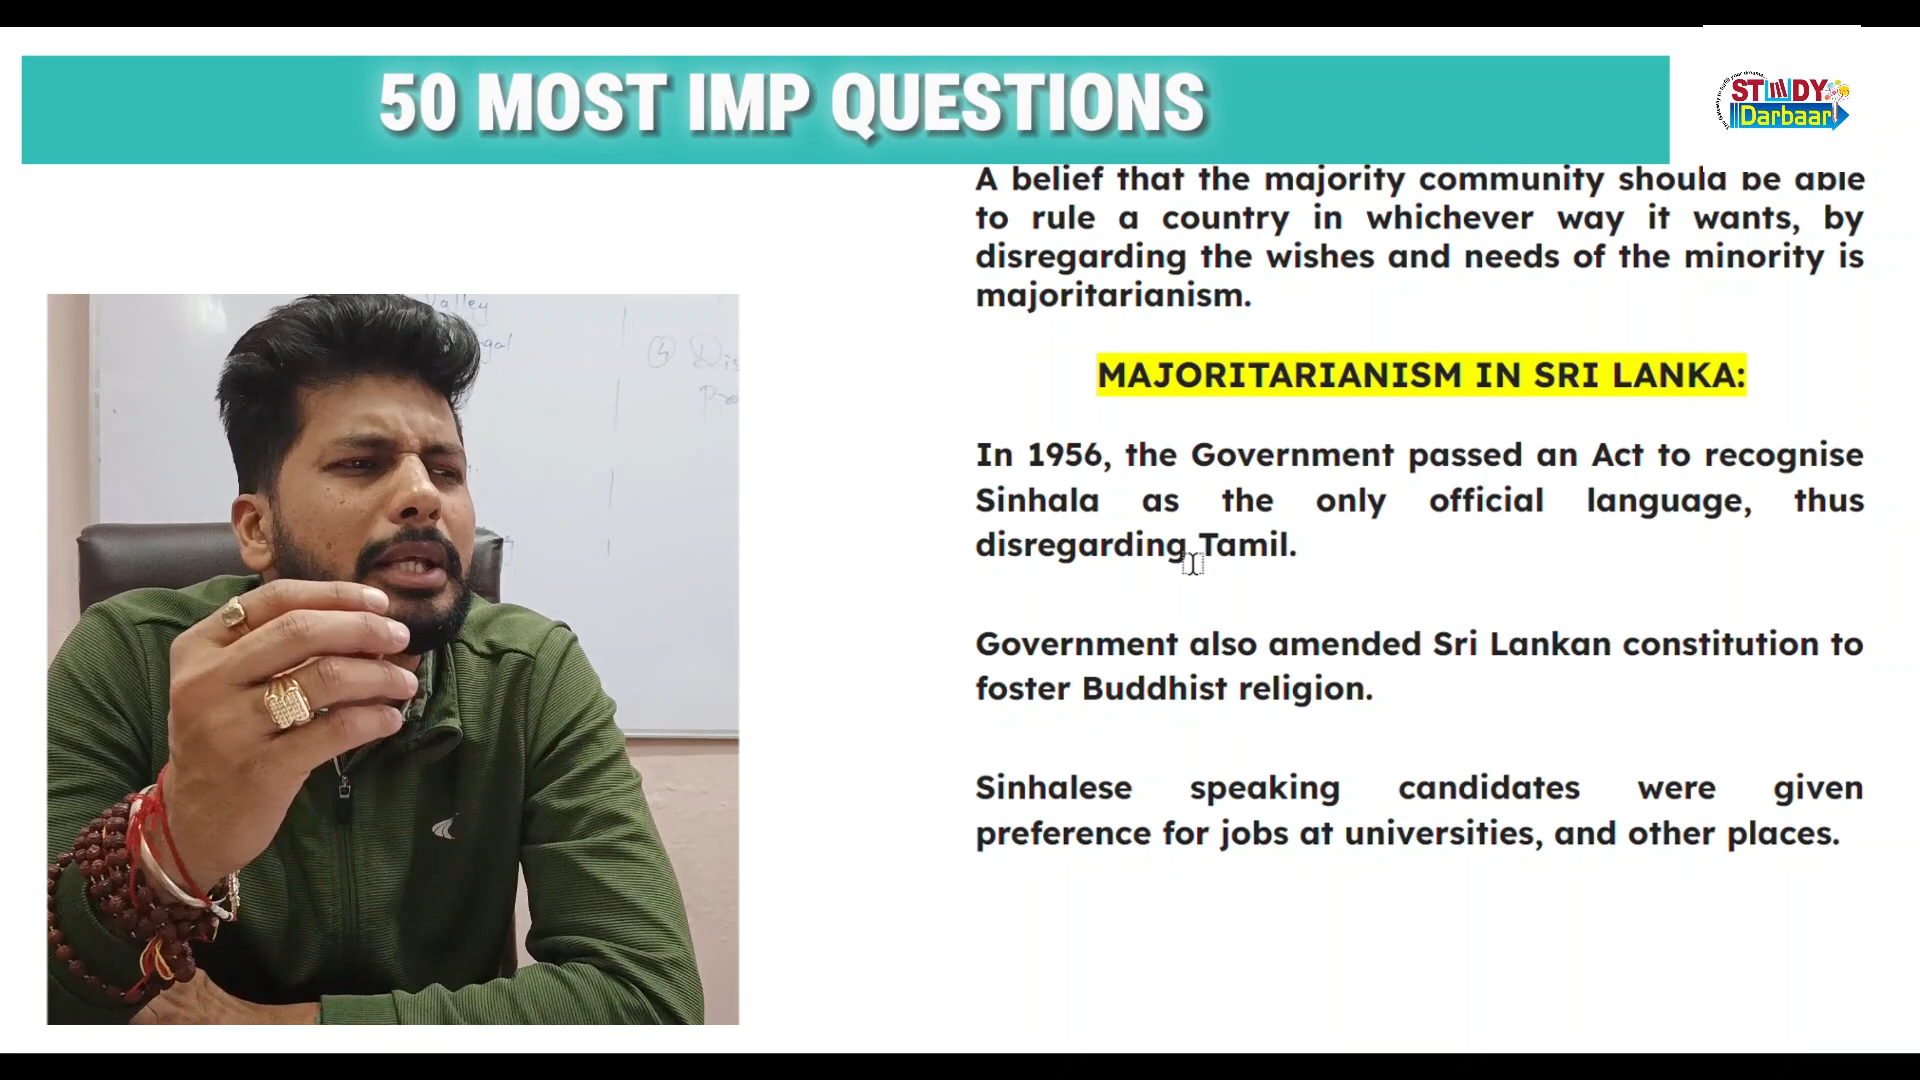 50 MOST IMP QUESTIONS
STUDY
Darbaar
A belief that the majority community should be able
to rule a country in whichever way it wants, by
disregarding the wishes and needs of the minority is
majoritarianism.
MAJORITARIANISM IN SRI LANKA:
In 1956, the Government passed an Act to recognise
Sinhala as the only official language, thus
disregarding Tamil.
Government also amended Sri Lankan constitution to
foster Buddhist religion.
Sinhalese speaking candidates were given
preference for jobs at universities, and other places.
Valley